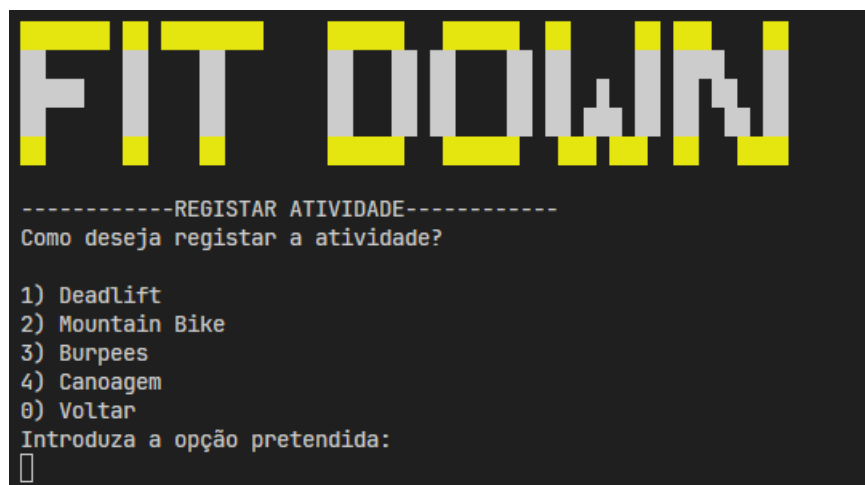 FIT DOWN
------------REGISTAR ATIVIDADE------------
Como deseja registar a atividade?
1) Deadlift
2) Mountain Bike
3) Burpees
4) Canoagem
0) Voltar
Introduza a opção pretendida: